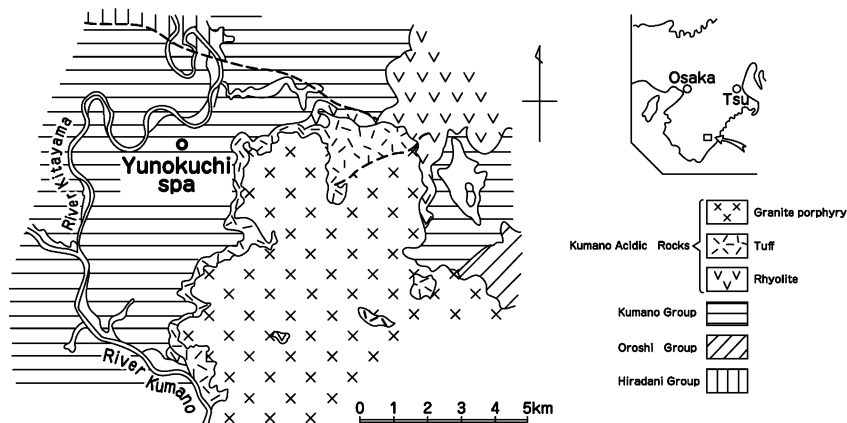 River Kitayama
Yunokuchi
spa
River Kumano
0 1 2 3 4 5km
Osaka
Tsu
Kumano Acidic Rocks
Granite porphyry
Tuff
Rhyolite
Kumano Group
Oroshi Group
Hiradani Group